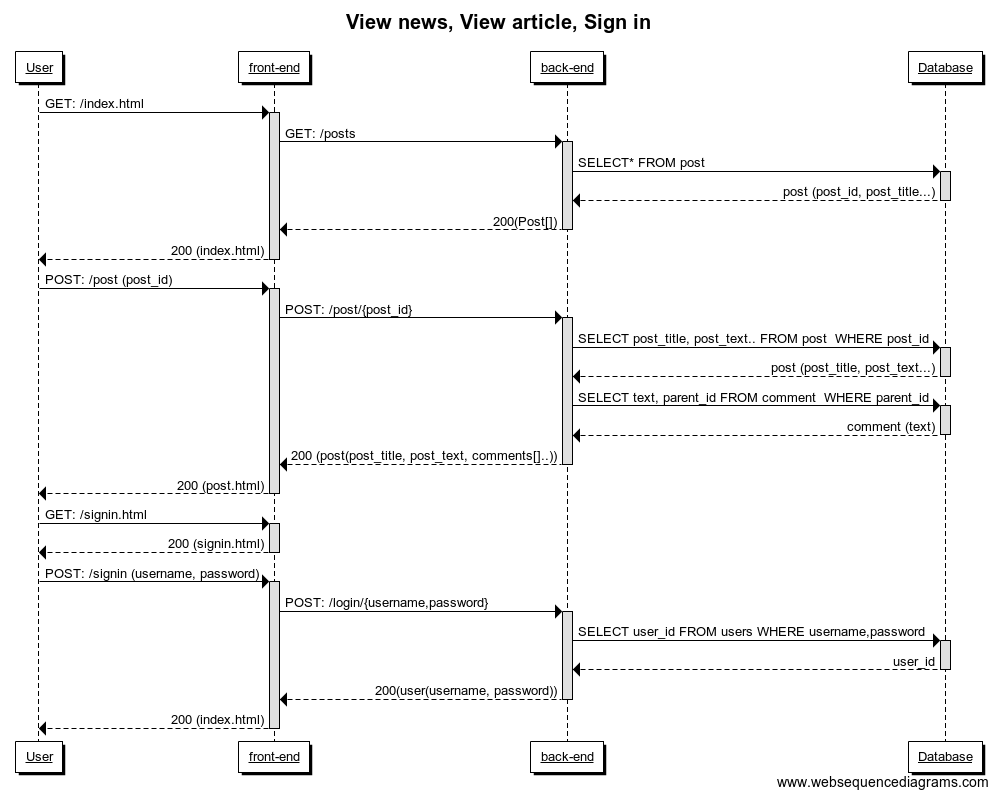 View news, View article, Sign in
User
front-end
back-end
Database
GET: /index.html
GET: /posts
SELECT* FROM post
post (post_id, post_title...)
200(Post[])
200 (index.html)
POST: /post (post_id)
POST: /post/{post_id}
SELECT post_title, post_text.. FROM post  WHERE post_id
post (post_title, post_text...)
SELECT text, parent_id FROM comment  WHERE parent_id
comment (text)
200 (post(post_title, post_text, comments[]..))
200 (post.html)
GET: /signin.html
200 (signin.html)
POST: /signin (username, password)
POST: /login/{username,password}
SELECT user_id FROM users WHERE username,password
user_id
200(user(username, password))
200 (index.html)
User
front-end
back-end
Database
www.websequencediagrams.com